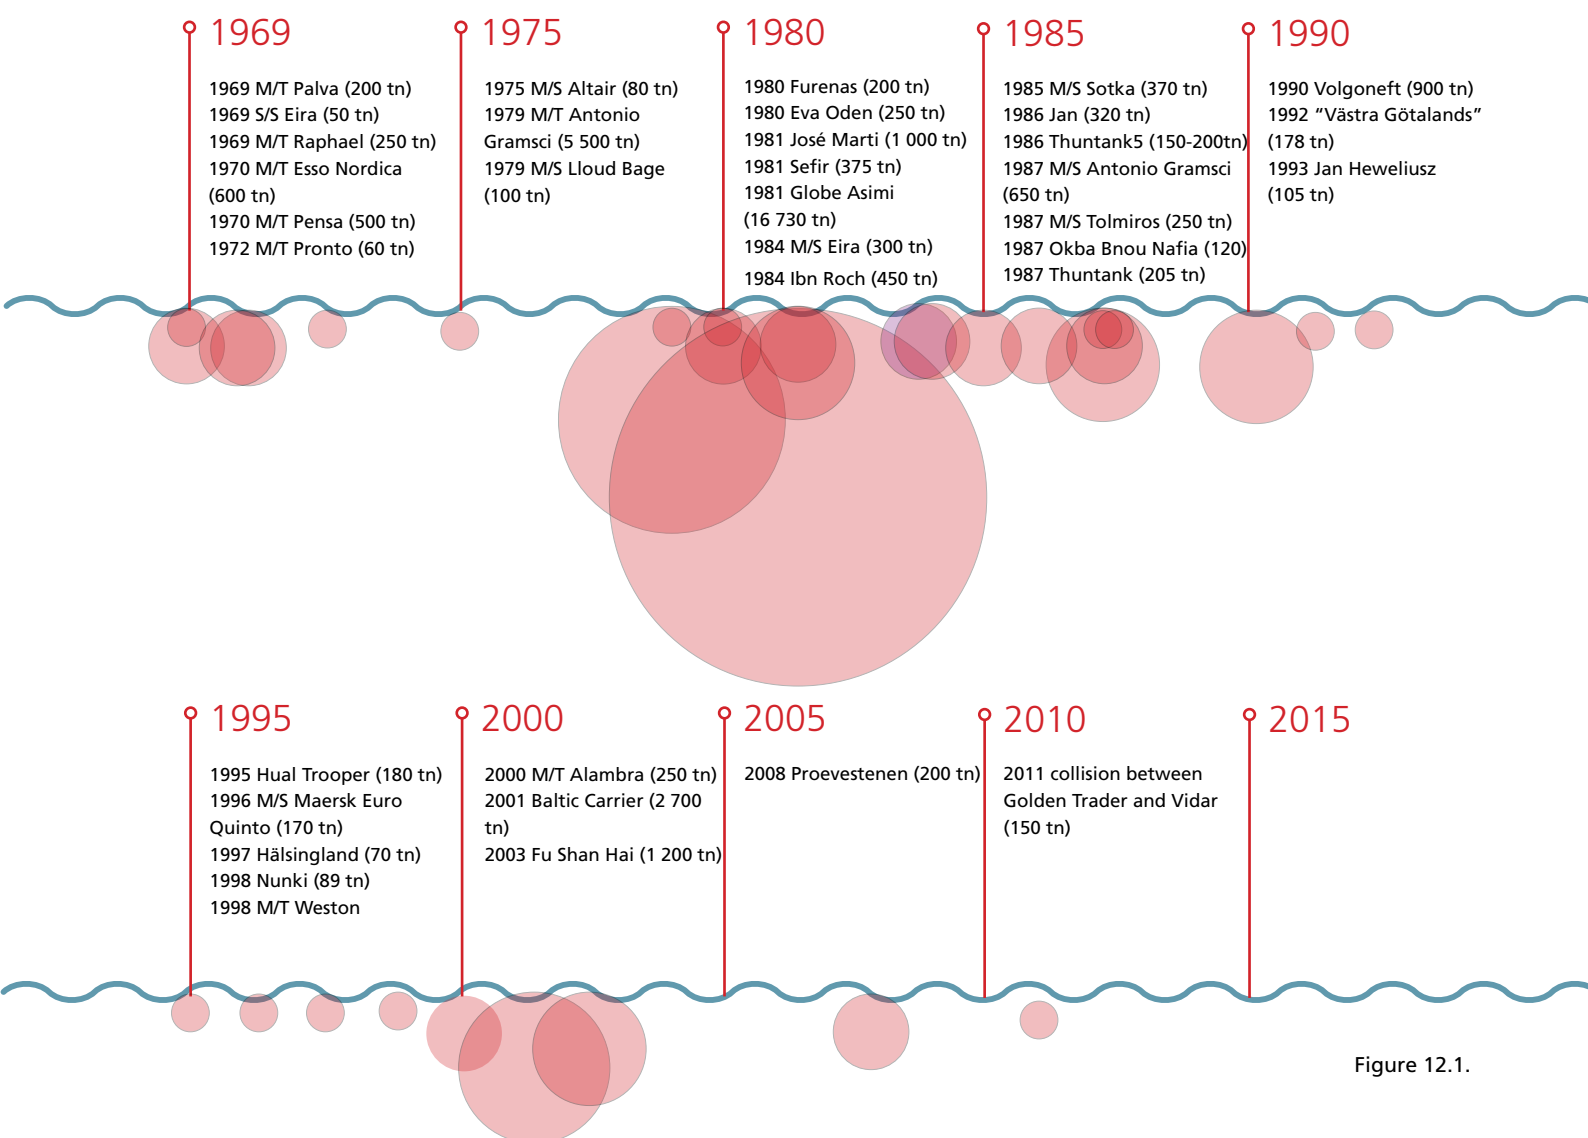 1969
1969 M/T Palva (200 tn)
1969 S/S Eira (50 tn)
1969 M/T Raphael (250 tn)
1970 M/T Esso Nordica
(600 tn)
1970 M/T Pensa (500 tn)
1972 M/T Pronto (60 tn)
1975
1975 M/S Altair (80 tn)
1979 M/T Antonio
Gramsci (5 500 tn)
1979 M/S Lloud Bage
(100 tn)
1980
1980 Furenas (200 tn)
1980 Eva Oden (250 tn)
1981 José Marti (1 000 tn)
1981 Sefir (375 tn)
1981 Globe Asimi
(16 730 tn)
1984 M/S Eira (300 tn)
1984 Ibn Roch (450 tn)
1985
1985 M/S Sotka (370 tn)
1986 Jan (320 tn)
1986 Thuntank5 (150-200tn)
1987 M/S Antonio Gramsci
(650 tn)
1987 M/S Tolmiros (250 tn)
1987 Okba Bnou Nafia (120)
1987 Thuntank (205 tn)
1990
1990 Volgoneft (900 tn)
1992 “Västra Götalands”
(178 tn)
1993 Jan Heweliusz
(105 tn)
1995
1995 Hual Trooper (180 tn)
1996 M/S Maersk Euro
Quinto (170 tn)
1997 Hälsingland (70 tn)
1998 Nunki (89 tn)
1998 M/T Weston
2000
2000 M/T Alambra (250 tn)
2001 Baltic Carrier (2 700
tn)
2003 Fu Shan Hai (1 200 tn)
2005
2008 Proevestenen (200 tn)
2010
2011 collision between
Golden Trader and Vidar
(150 tn)
2015
Figure 12.1.